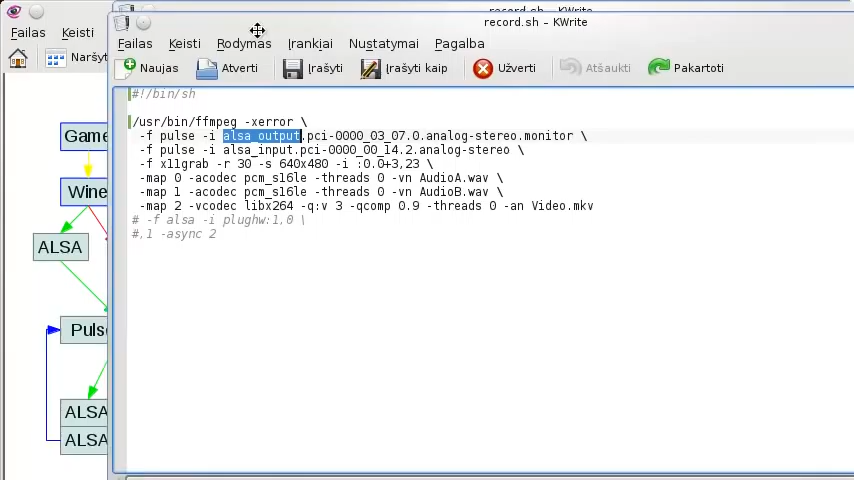 record.sh – KWrite
record.sh – KWrite
Failas Keisti
Naršyt
Failas Keisti Rodymas Įrankiai Nustatymai Pagalba
Naujas Atverti Įrašyti Įrašyti kaip Užverti Atšaukti Pakartoti
#!/bin/sh
/usr/bin/ffmpeg -xerror \
-f pulse -i alsa_output.pci-0000_03_07.0.analog-stereo.monitor \
-f pulse -i alsa_input.pci-0000_00_14.2.analog-stereo \
-f x11grab -r 30 -s 640x480 -i :0.0+3,23 \
-map 0 -acodec pcm_s16le -threads 0 -vn AudioA.wav \
-map 1 -acodec pcm_s16le -threads 0 -vn AudioB.wav \
-map 2 -vcodec libx264 -q:v 3 -qcomp 0.9 -threads 0 -an Video.mkv
# -f alsa -i plughw:1,0 \
#,1 -async 2
Game
Wine
ALSA
Pulse
ALSA
ALSA